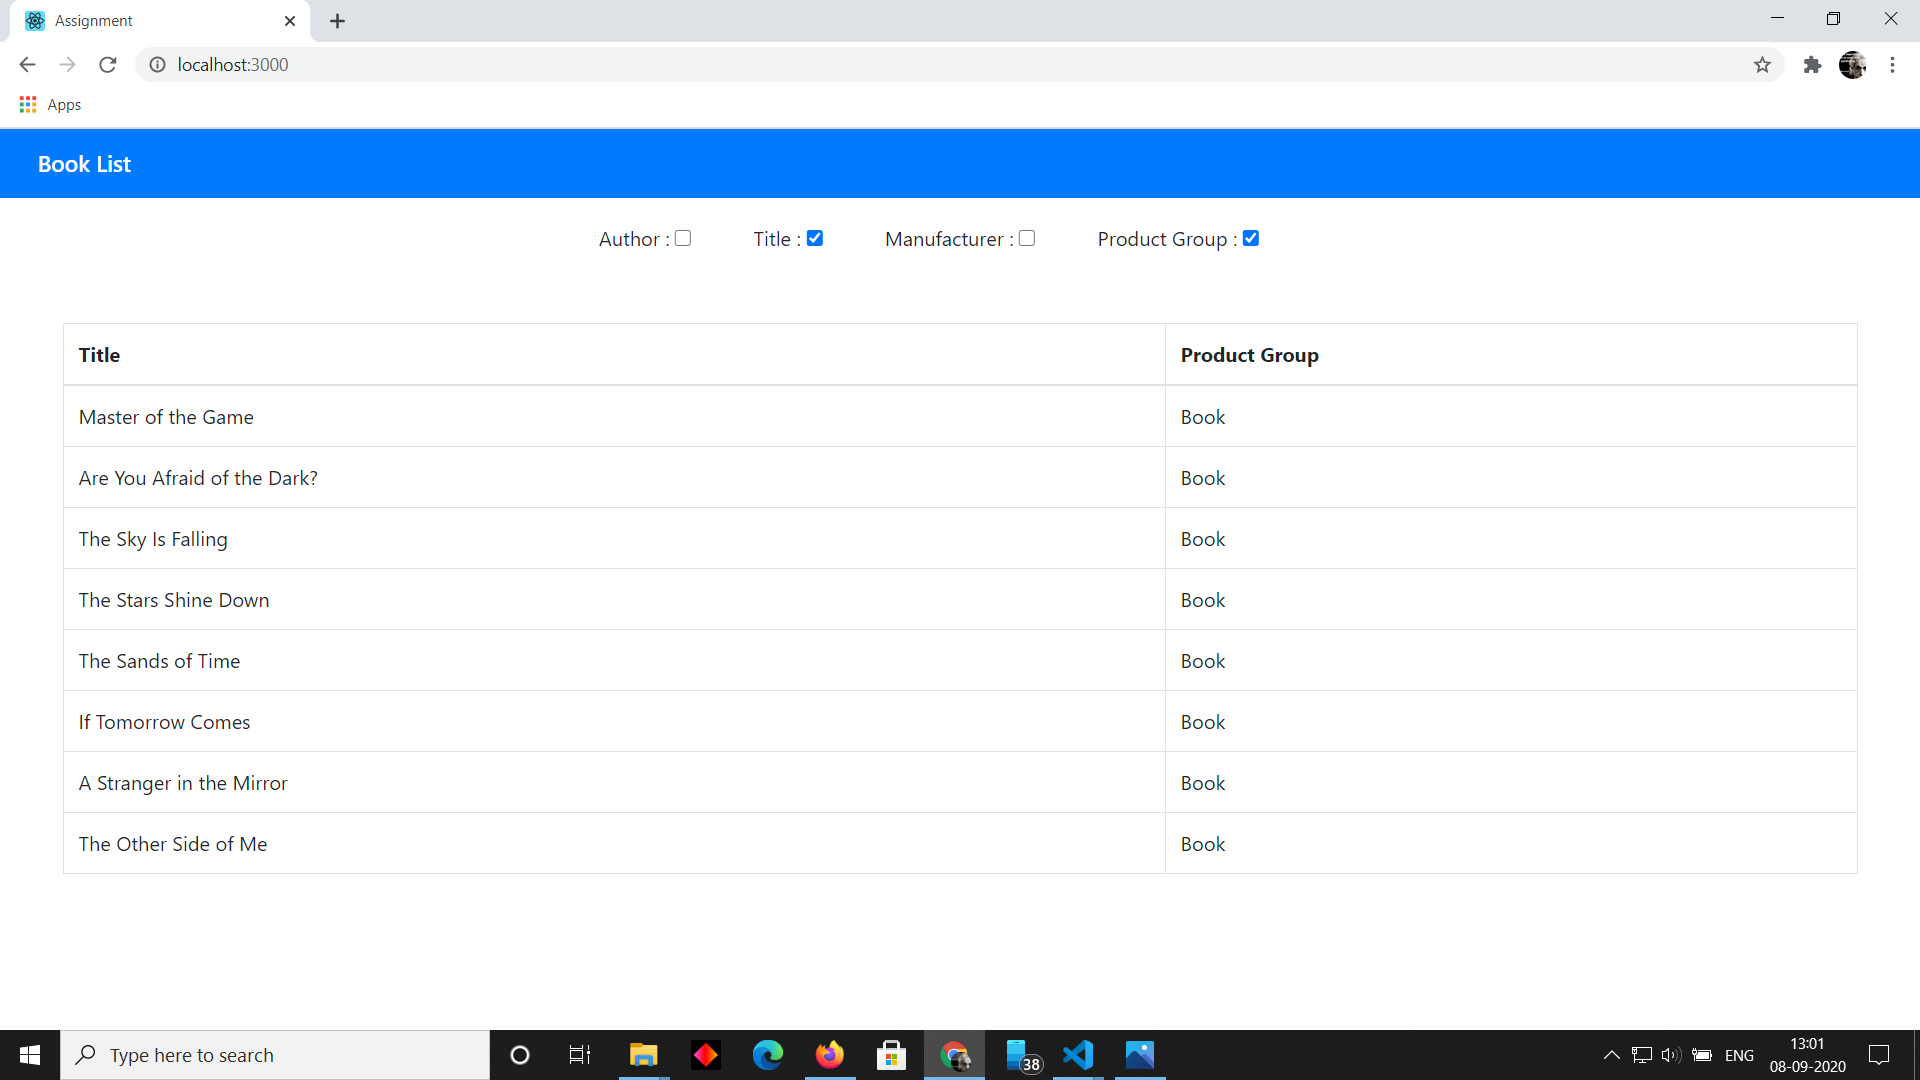 Assignment
localhost:3000
Apps
Book List
Author : Title : Manufacturer : Product Group :
Title Product Group
Master of the Game Book
Are You Afraid of the Dark? Book
The Sky Is Falling Book
The Stars Shine Down Book
The Sands of Time Book
If Tomorrow Comes Book
A Stranger in the Mirror Book
The Other Side of Me Book
Type here to search
38
ENG
13:01
08-09-2020